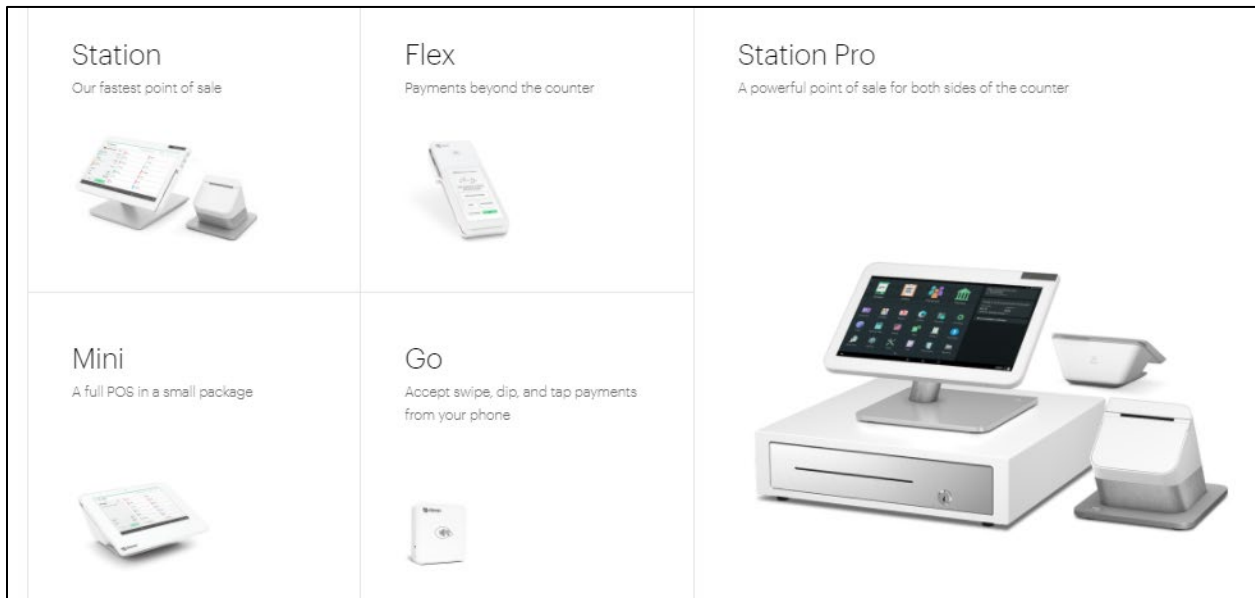 Station
Our fastest point of sale
Flex
Payments beyond the counter
Station Pro
A powerful point of sale for both sides of the counter
Mini
A full POS in a small package
Go
Accept swipe, dip, and tap payments
from your phone